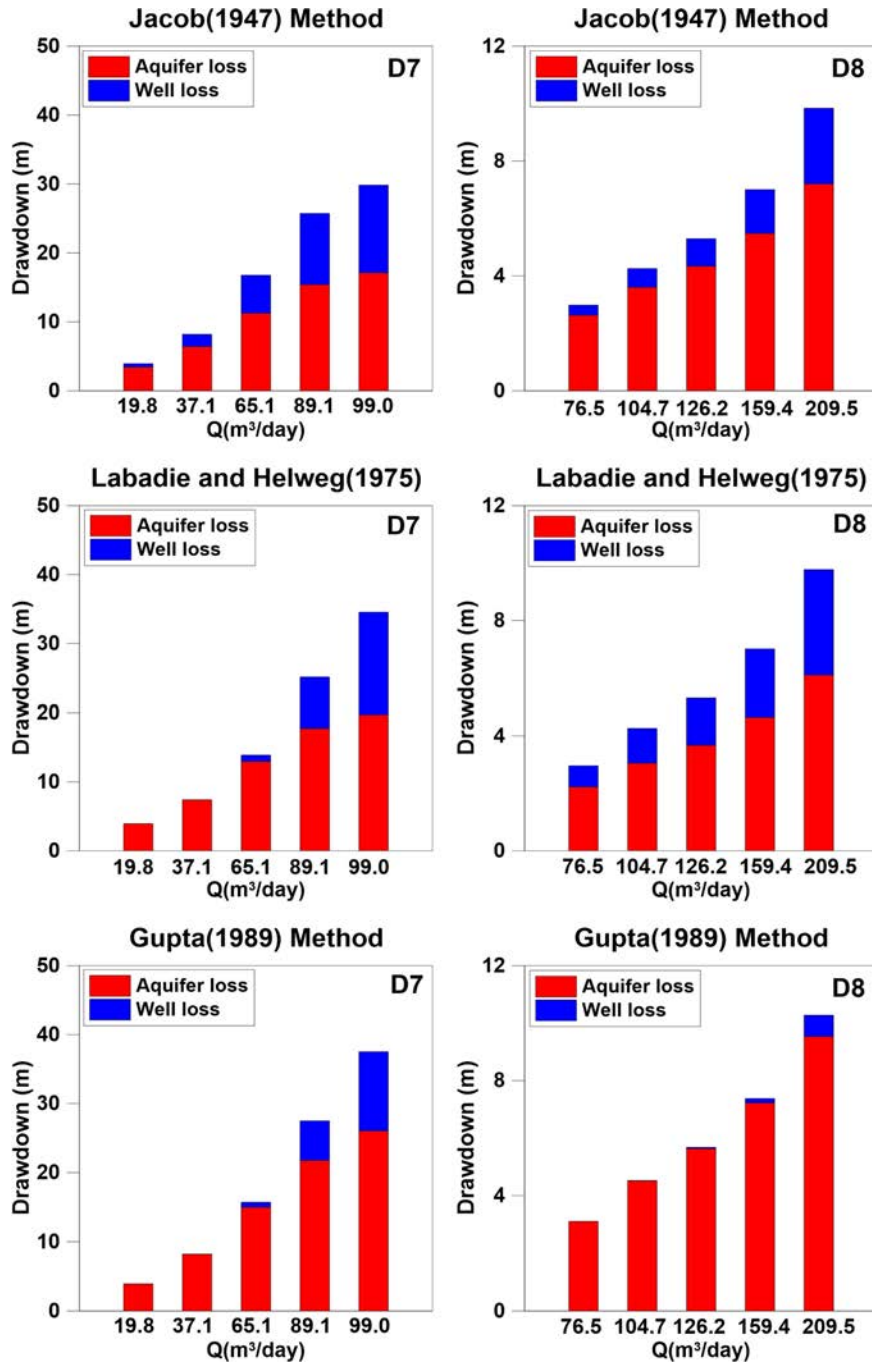 Jacob(1947) Method
50
40
30
20
10
0
Drawdown (m)
Aquifer loss
Well loss
D7
19.8 37.1 65.1 89.1 99.0
Q(m³/day)
12
8
4
0
Drawdown (m)
Aquifer loss
Well loss
D8
76.5 104.7 126.2 159.4 209.5
Q(m³/day)
Labadie and Helweg(1975)
50
40
30
20
10
0
Drawdown (m)
Aquifer loss
Well loss
D7
19.8 37.1 65.1 89.1 99.0
Q(m³/day)
Labadie and Helweg(1975)
12
8
4
0
Drawdown (m)
Aquifer loss
Well loss
D8
76.5 104.7 126.2 159.4 209.5
Q(m³/day)
Gupta(1989) Method
50
40
30
20
10
0
Drawdown (m)
Aquifer loss
Well loss
D7
19.8 37.1 65.1 89.1 99.0
Q(m³/day)
Gupta(1989) Method
12
8
4
0
Drawdown (m)
Aquifer loss
Well loss
D8
76.5 104.7 126.2 159.4 209.5
Q(m³/day)